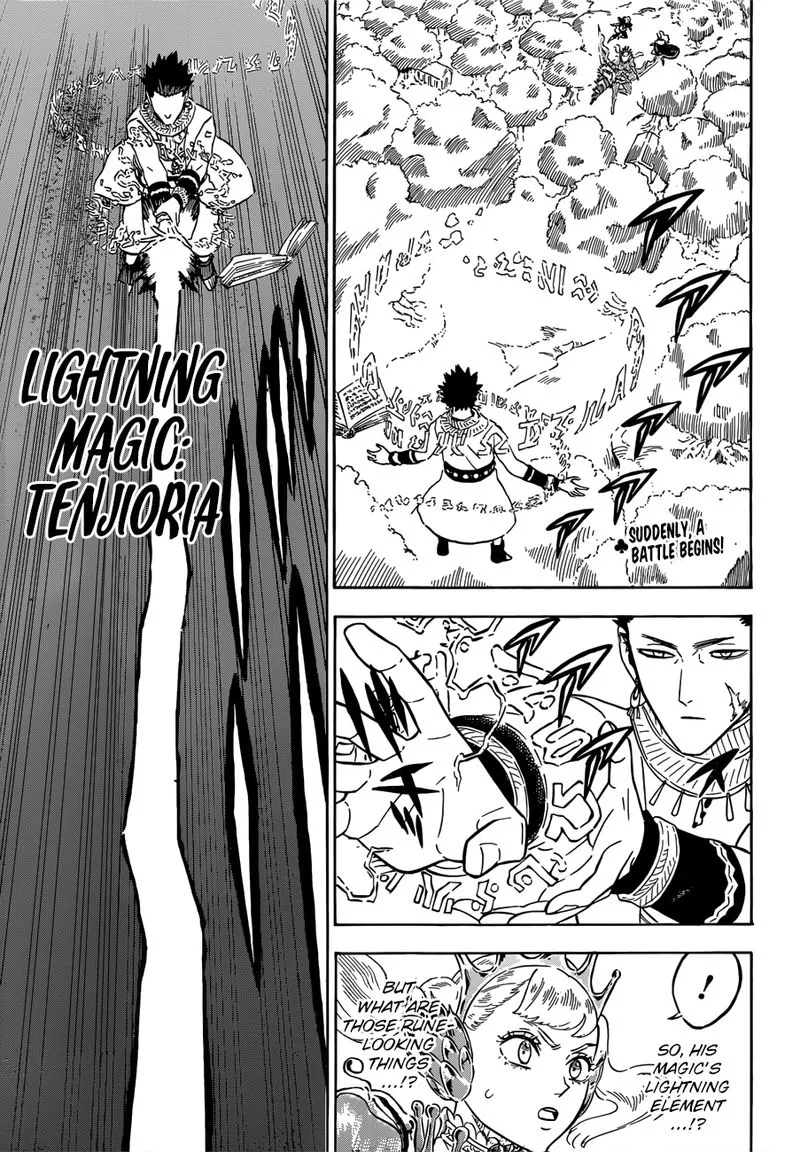 SUDDENLY, A
BATTLE BEGINS!
!
SO, HIS
MAGIC'S
LIGHTNING
ELEMENT
...!?
BUT
WHAT ARE
THOSE RUNE-
LOOKING
THINGS
...!?
LIGHTNING
MAGIC:
TENJIORIA